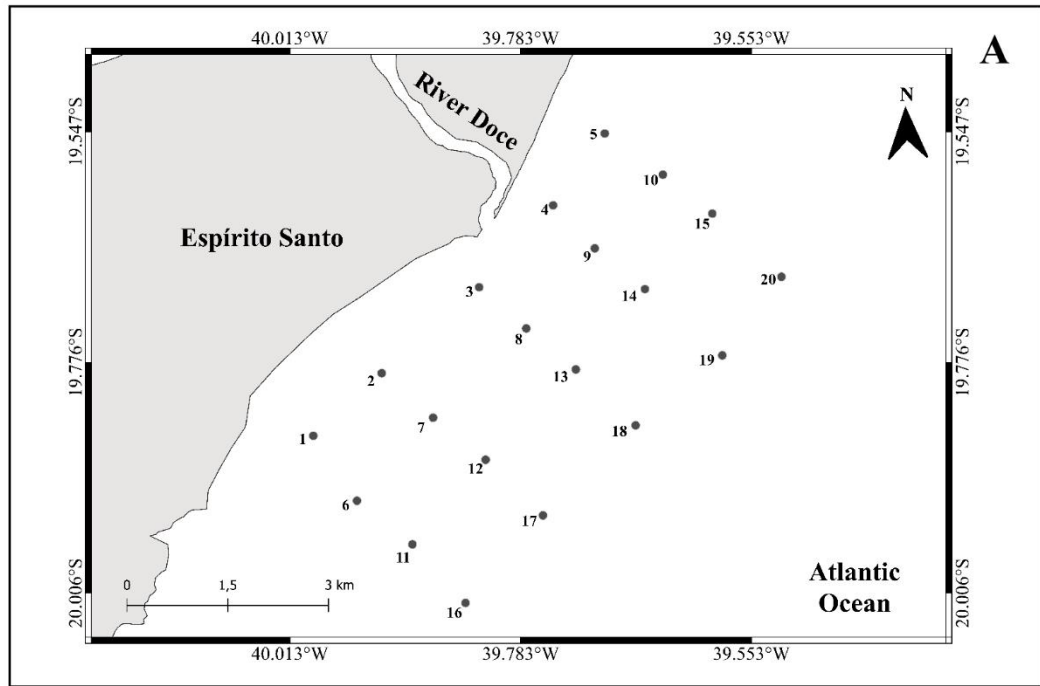 A
40.013°W 39.783°W 39.553°W
N
19.547°S 19.547°S
River Doce
5
10
4
15
Espírito Santo
9
20
3
14
8
19.776°S 19.776°S
19
13
2
7
18
1
12
6
17
11
0 1,5 3 km
Atlantic
Ocean
20.006°S 20.006°S
16
40.013°W 39.783°W 39.553°W